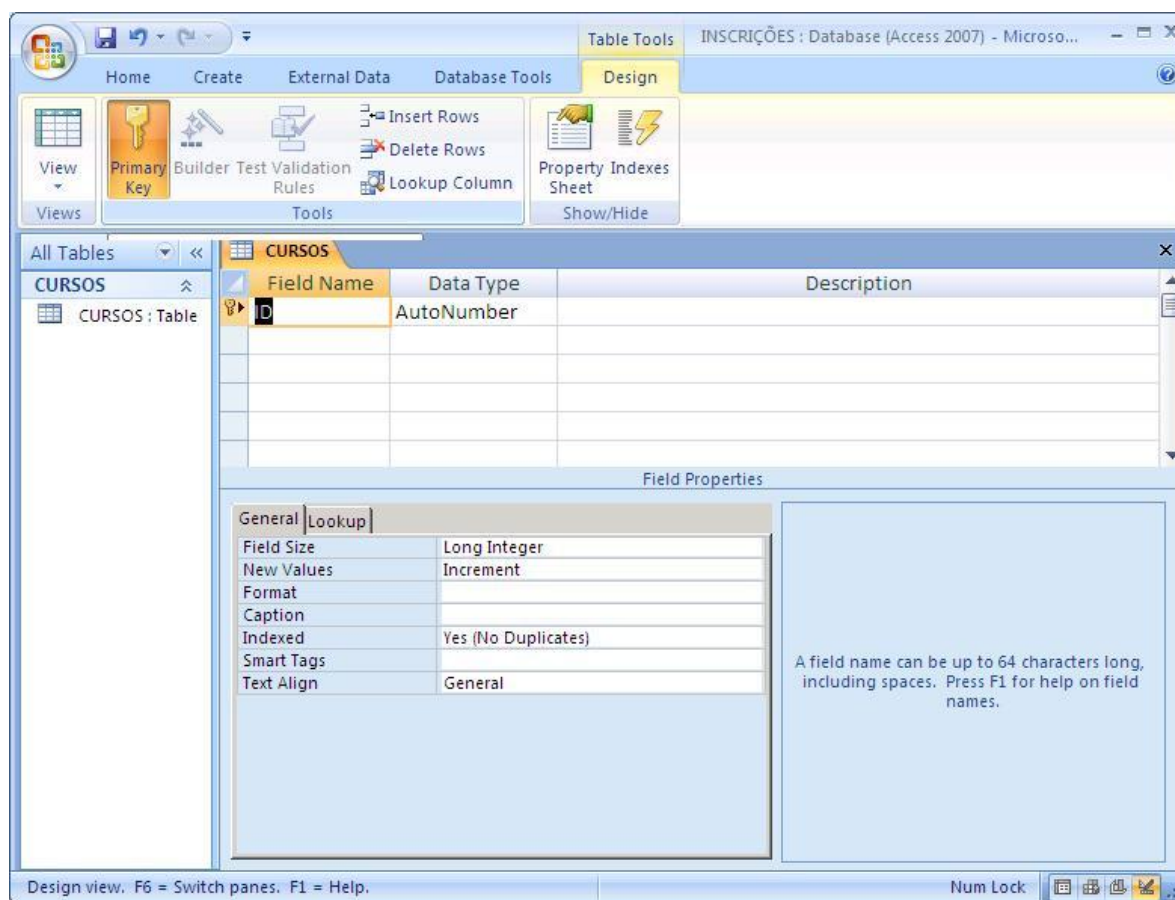 Table Tools INSCRIÇÕES : Database (Access 2007) - Microso...
Home Create External Data Database Tools Design
View
Primary Key
Builder
Test Validation Rules
Insert Rows
Delete Rows
Lookup Column
Property Sheet
Indexes
Views Tools Show/Hide
All Tables
CURSOS
CURSOS : Table
CURSOS
Field Name Data Type Description
ID AutoNumber
Field Properties
General Lookup
Field Size Long Integer
New Values Increment
Format
Caption
Indexed Yes (No Duplicates)
Smart Tags
Text Align General
A field name can be up to 64 characters long,
including spaces. Press F1 for help on field
names.
Design view. F6 = Switch panes. F1 = Help. Num Lock